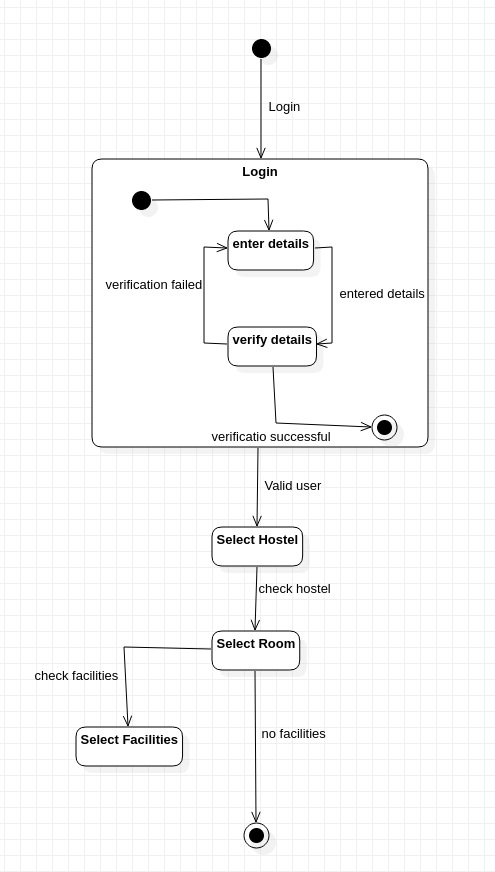 Login
Login
enter details
verification failed
entered details
verify details
verificatio successful
Valid user
Select Hostel
check hostel
Select Room
check facilities
no facilities
Select Facilities